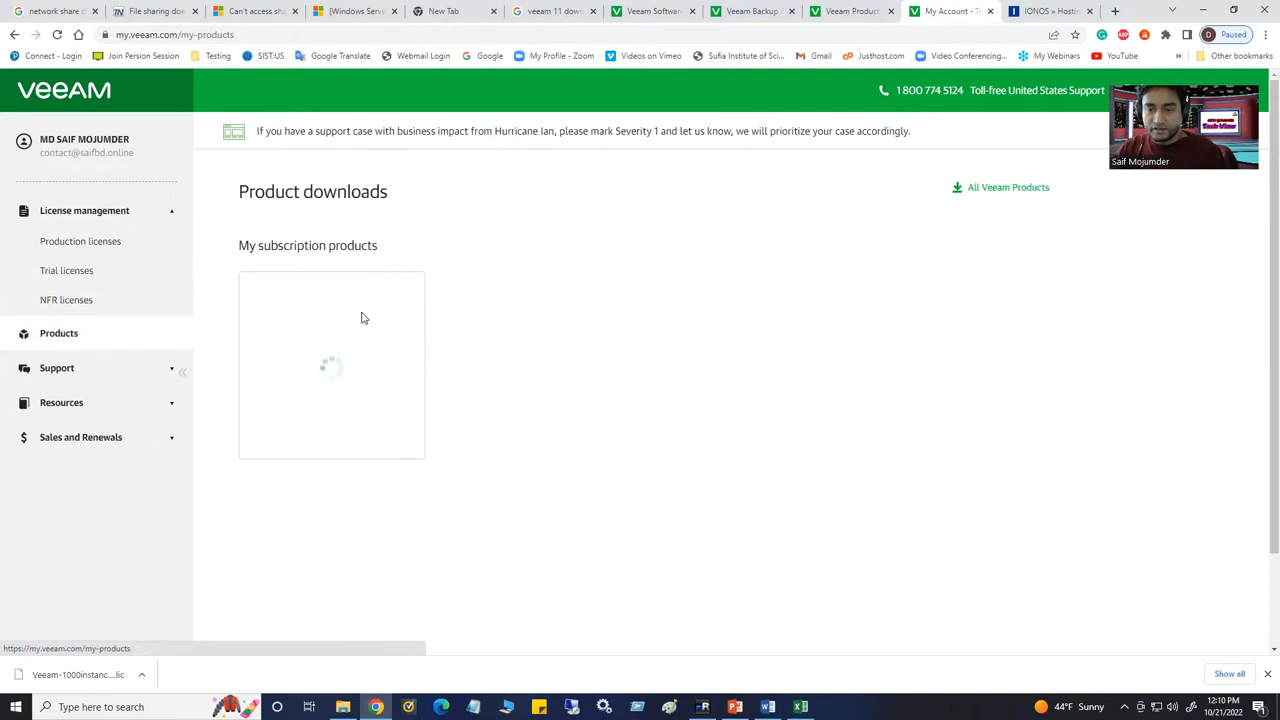 network share d
File sharing doe
Can't access sha
[Windows Serve
New Tab
veeam 11 down
Veeam Software
Veeam Backup &
Veeam Product
My Account - T
IONOS » Hostin
my.veeam.com/my-products
D
Paused
Connect - Login
Join Persion Session
Testing
SIST:US
Google Translate
Webmail Login
Google
My Profile - Zoom
Videos on Vimeo
Sufia Institute of Sci...
Gmail
Justhost.com
Video Conferencing...
My Webinars
YouTube
»
Other bookmarks
veeam
1 800 774 5124 Toll-free United States Support
MD SAIF MOJUMDER
contact@saifbd.online
If you have a support case with business impact from Hurricane Ian, please mark Severity 1 and let us know, we will prioritize your case accordingly.
Tech View
Saif Mojumder
Product downloads
All Veeam Products
License management
Production licenses
Trial licenses
NFR licenses
My subscription products
Products
Support
Resources
Sales and Renewals
https://my.veeam.com/my-products
Veeam-1000instanc....lic
Show all
Type here to search
44°F Sunny
12:10 PM
10/21/2022